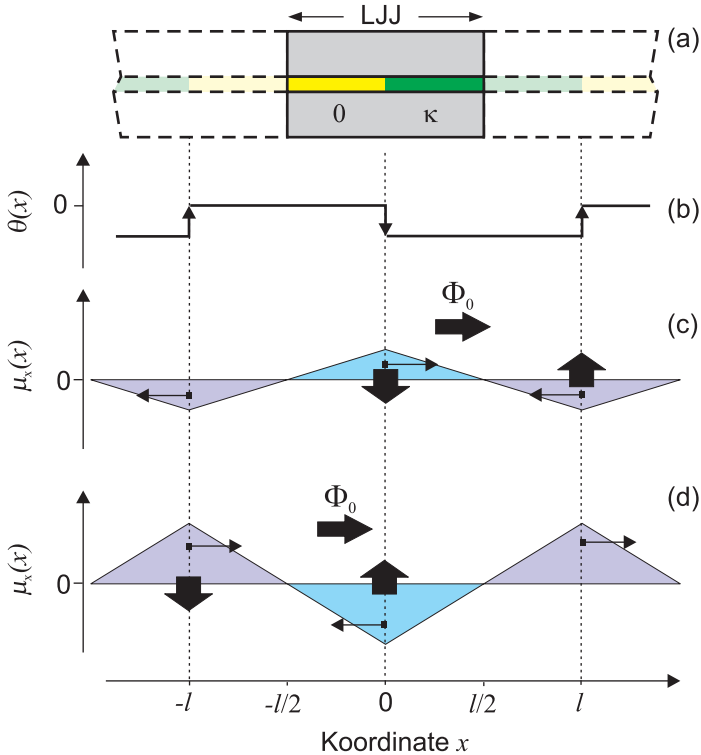 LJJ
(a)
0 κ
(b)
0
θ(x)
(c)
Φ₀
0
μₓ(x)
(d)
Φ₀
0
μₓ(x)
-l -l/2 0 l/2 l
Koordinate x